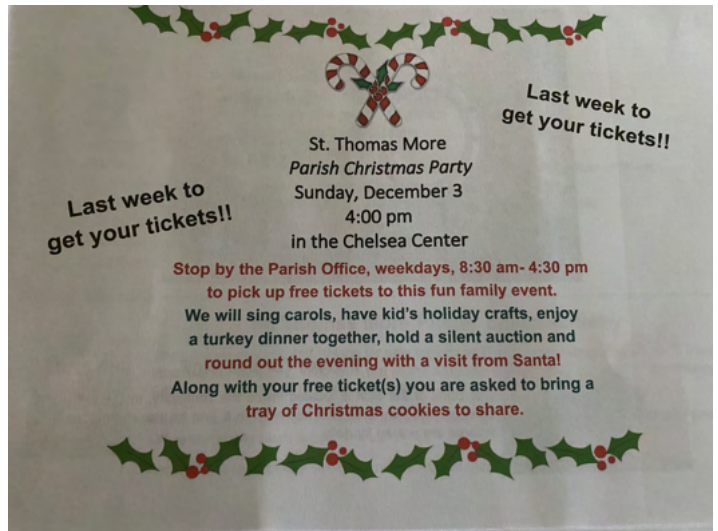 Last week to
get your tickets!!
St. Thomas More
Parish Christmas Party
Sunday, December 3
4:00 pm
in the Chelsea Center
Last week to
get your tickets!!
Stop by the Parish Office, weekdays, 8:30 am- 4:30 pm
to pick up free tickets to this fun family event.
We will sing carols, have kid's holiday crafts, enjoy
a turkey dinner together, hold a silent auction and
round out the evening with a visit from Santa!
Along with your free ticket(s) you are asked to bring a
tray of Christmas cookies to share.